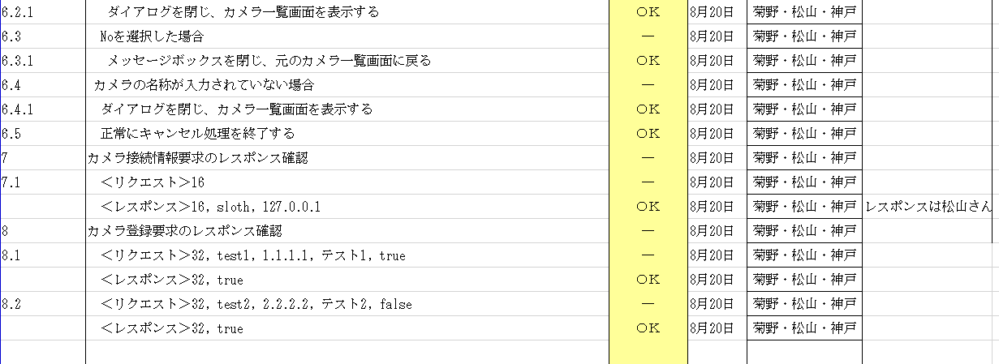 6.2.1 ダイアログを閉じ、カメラ一覧画面を表示する OK 8月20日 菊野・松山・神戸
6.3 Noを選択した場合 ― 8月20日 菊野・松山・神戸
6.3.1 メッセージボックスを閉じ、元のカメラ一覧画面に戻る OK 8月20日 菊野・松山・神戸
6.4 カメラの名称が入力されていない場合 ― 8月20日 菊野・松山・神戸
6.4.1 ダイアログを閉じ、カメラ一覧画面を表示する OK 8月20日 菊野・松山・神戸
6.5 正常にキャンセル処理を終了する OK 8月20日 菊野・松山・神戸
7 カメラ接続情報要求のレスポンス確認 ― 8月20日 菊野・松山・神戸
7.1 <リクエスト>16 ― 8月20日 菊野・松山・神戸
<レスポンス>16, sloth, 127.0.0.1 OK 8月20日 菊野・松山・神戸 レスポンスは松山さん
8 カメラ登録要求のレスポンス確認 ― 8月20日 菊野・松山・神戸
8.1 <リクエスト>32, test1, 1.1.1.1, テスト1, true ― 8月20日 菊野・松山・神戸
<レスポンス>32, true OK 8月20日 菊野・松山・神戸
8.2 <リクエスト>32, test2, 2.2.2.2, テスト2, false ― 8月20日 菊野・松山・神戸
<レスポンス>32, true OK 8月20日 菊野・松山・神戸